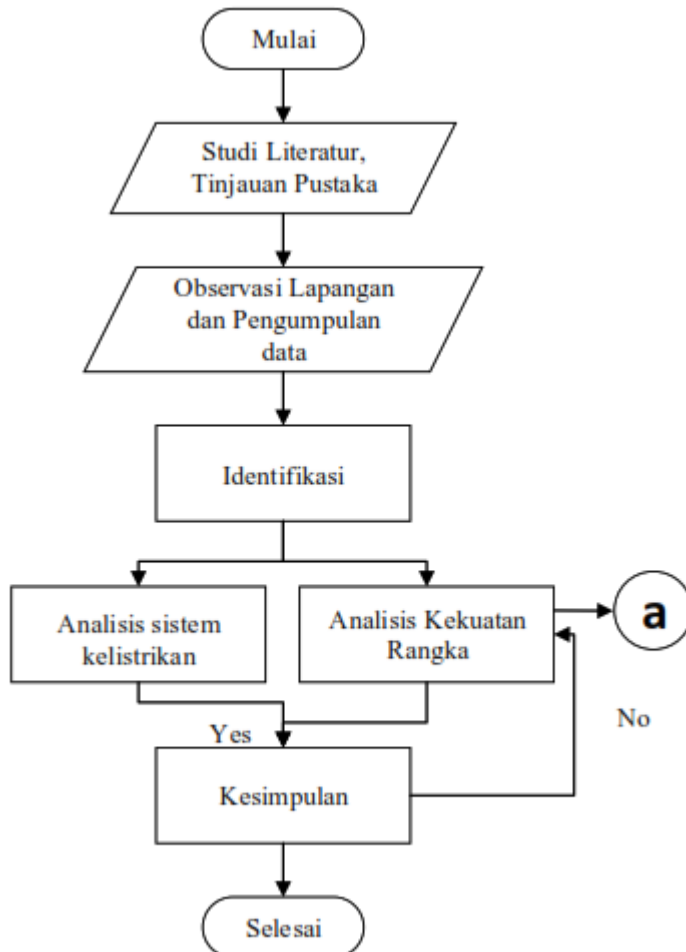 Mulai
Studi Literatur,
Tinjauan Pustaka
Observasi Lapangan
dan Pengumpulan
data
Identifikasi
Analisis sistem
kelistrikan
Analisis Kekuatan
Rangka
a
Yes
No
Kesimpulan
Selesai